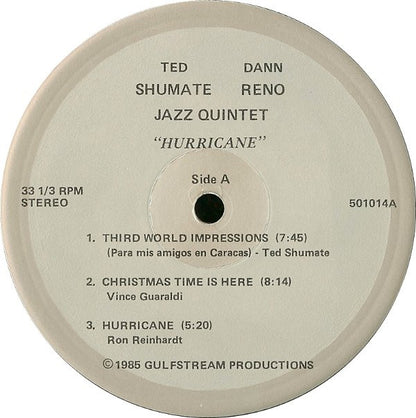 TED DANN
SHUMATE RENO
JAZZ QUINTET
"HURRICANE"
Side A
33 1/3 RPM
STEREO
501014A
1. THIRD WORLD IMPRESSIONS (7:45)
(Para mis amigos en Caracas) - Ted Shumate
2. CHRISTMAS TIME IS HERE (8:14)
Vince Guaraldi
3. HURRICANE (5:20)
Ron Reinhardt
©1985 GULFSTREAM PRODUCTIONS